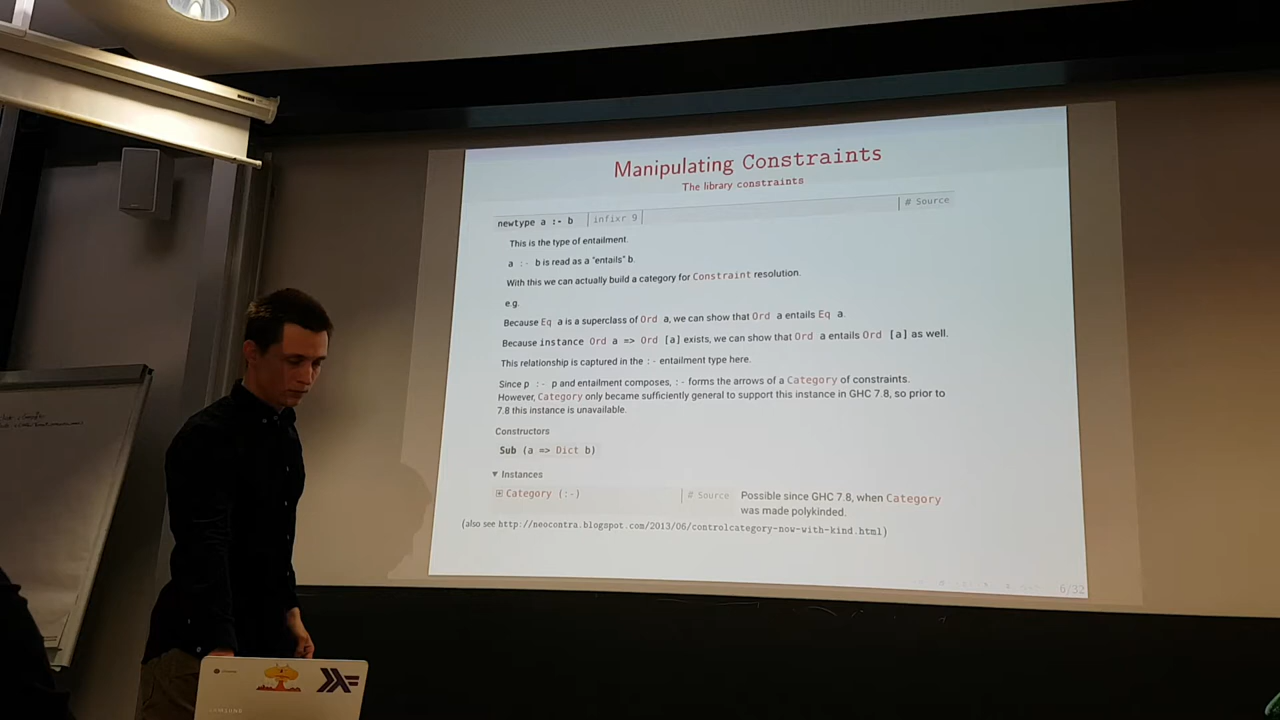 Manipulating Constraints
The library constraints
newtype a :- b | infixr 9 | | # Source
This is the type of entailment.
a :- b is read as a "entails" b.
With this we can actually build a category for Constraint resolution.
e.g.
Because Eq a is a superclass of Ord a, we can show that Ord a entails Eq a.
Because instance Ord a => Ord [a] exists, we can show that Ord a entails Ord [a] as well.
This relationship is captured in the :- entailment type here.
Since p :- p and entailment composes, :- forms the arrows of a Category of constraints.
However, Category only became sufficiently general to support this instance in GHC 7.8, so prior to
7.8 this instance is unavailable.
Constructors
Sub (a => Dict b)
▼ Instances
⊞ Category (:-) | # Source Possible since GHC 7.8, when Category
was made polykinded.
(also see http://neocontra.blogspot.com/2013/06/controlcategory-now-with-kind.html)
6/32